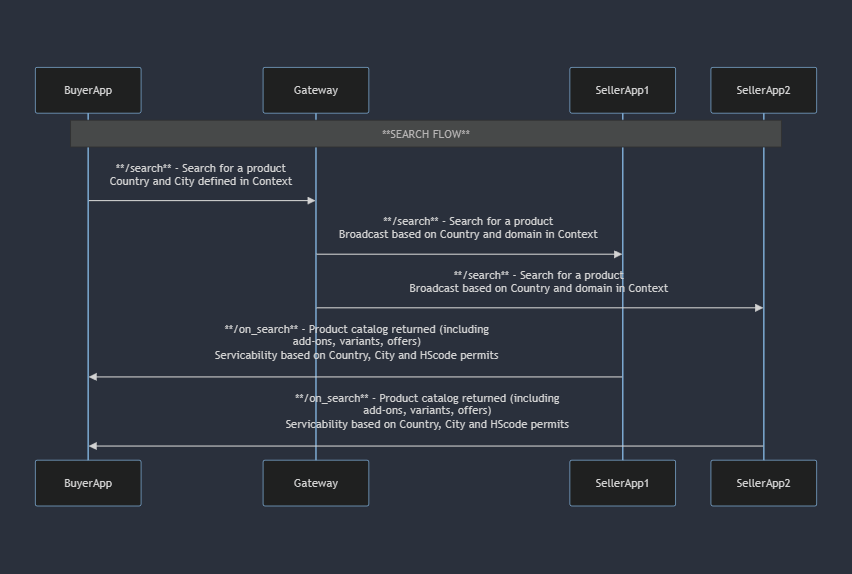 BuyerApp
Gateway
SellerApp1
SellerApp2
**SEARCH FLOW**
**/search** - Search for a product
Country and City defined in Context
**/search** - Search for a product
Broadcast based on Country and domain in Context
**/search** - Search for a product
Broadcast based on Country and domain in Context
**/on_search** - Product catalog returned (including
add-ons, variants, offers)
Servicability based on Country, City and HScode permits
**/on_search** - Product catalog returned (including
add-ons, variants, offers)
Servicability based on Country, City and HScode permits
BuyerApp
Gateway
SellerApp1
SellerApp2